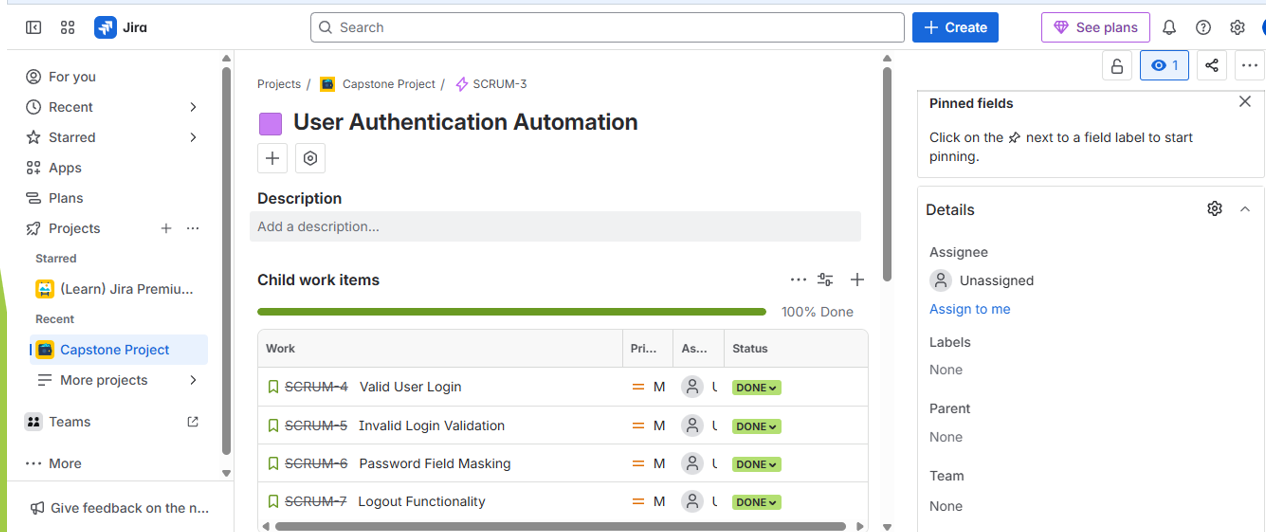 Jira
Search
+ Create
See plans
For you
Recent
Starred
Apps
Plans
Projects
Starred
(Learn) Jira Premiu...
Recent
Capstone Project
More projects
Teams
More
Give feedback on the n...
Projects / Capstone Project / SCRUM-3
User Authentication Automation
Description
Add a description...
Child work items
100% Done
Work Pri... As... Status
SCRUM-4 Valid User Login M U DONE
SCRUM-5 Invalid Login Validation M U DONE
SCRUM-6 Password Field Masking M U DONE
SCRUM-7 Logout Functionality M U DONE
1
Pinned fields
Click on the next to a field label to start
pinning.
Details
Assignee
Unassigned
Assign to me
Labels
None
Parent
None
Team
None